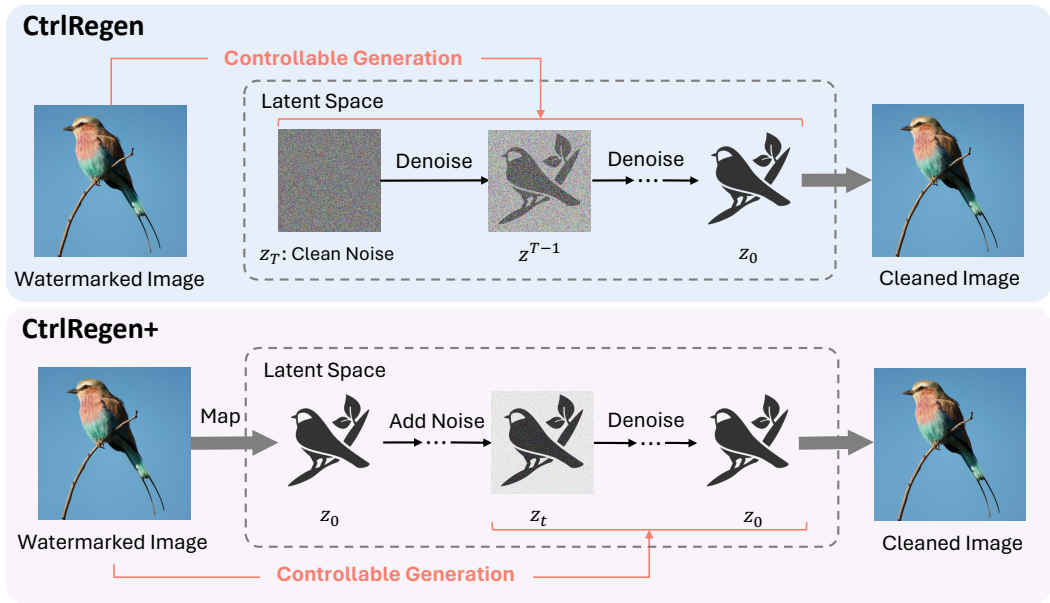 CtrlRegen
Controllable Generation
Latent Space
Denoise
Denoise
...
z_T: Clean Noise
z^{T−1}
z_0
Watermarked Image
Cleaned Image
CtrlRegen+
Latent Space
Map
Add Noise
...
Denoise
...
z_0
z_t
z_0
Watermarked Image
Cleaned Image
Controllable Generation